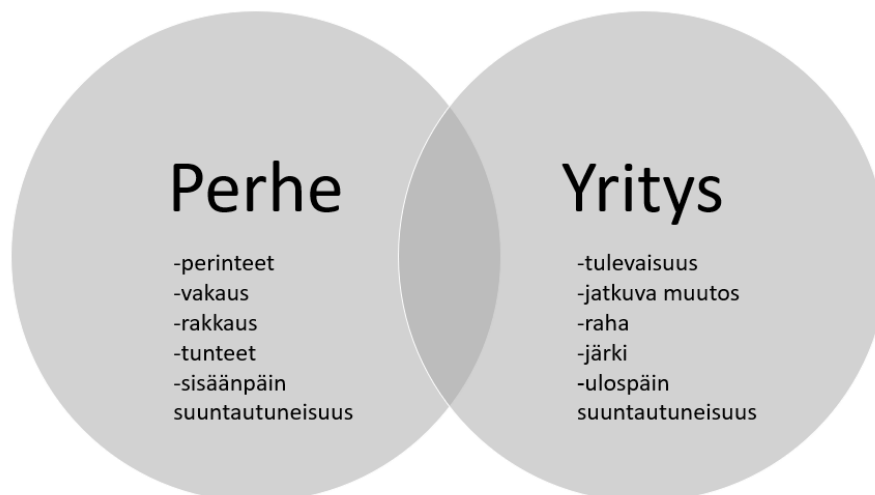 Perhe
-perinteet
-vakaus
-rakkaus
-tunteet
-sisäänpäin
suuntautuneisuus
Yritys
-tulevaisuus
-jatkuva muutos
-raha
-järki
-ulospäin
suuntautuneisuus